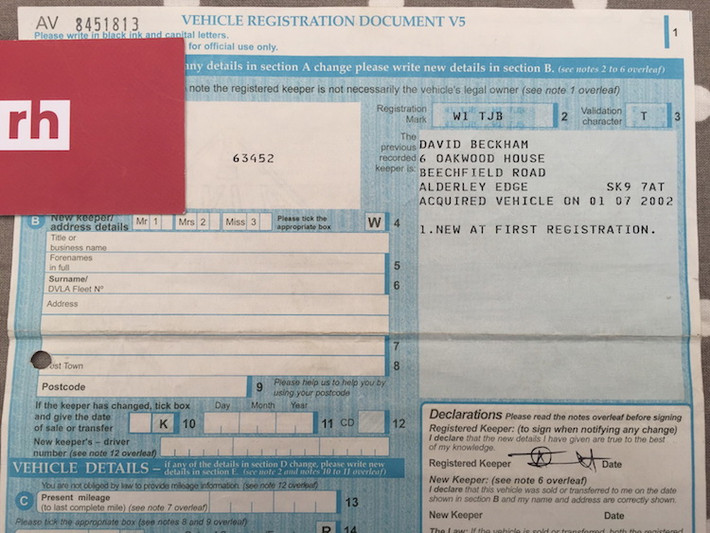 AV 8451813
VEHICLE REGISTRATION DOCUMENT V5
1
Please write in black ink and capital letters.
for official use only.
any details in section A change please write new details in section B. (see notes 2 to 6 overleaf)
note the registered keeper is not necessarily the vehicle's legal owner (see note 1 overleaf)
rh
Registration Mark W1 TJB 2
Validation character T 3
63452
The previous recorded keeper is:
DAVID BECKHAM
6 OAKWOOD HOUSE
BEECHFIELD ROAD
ALDERLEY EDGE SK9 7AT
ACQUIRED VEHICLE ON 01 07 2002
1.NEW AT FIRST REGISTRATION.
B New keeper/ address details
Mr 1 Mrs 2 Miss 3
Please tick the appropriate box
W 4
Title or
business name
Forenames
in full 5
Surname/
DVLA Fleet Nº 6
Address
7
Post Town 8
Postcode 9
Please help us to help you by
using your postcode
If the keeper has changed, tick box
and give the date
of sale or transfer K 10
Day Month Year 11
CD 12
New keeper's – driver
number (see note 12 overleaf)
VEHICLE DETAILS – if any of the details in section D change, please write new
details in section E. (see note 2 and notes 10 to 11 overleaf)
You are not obliged by law to provide mileage information. (see note 12 overleaf)
C Present mileage
(to last complete mile) (see note 7 overleaf) 13
Please tick the appropriate box (see notes 8 and 9 overleaf)
R 14
Declarations Please read the notes overleaf before signing
Registered Keeper: (to sign when notifying any change)
I declare that the new details I have given are true to the best
of my knowledge.
Registered Keeper Date
New Keeper: (see note 6 overleaf)
I declare that this vehicle was sold or transferred to me on the date
shown in section B and my name and address are correctly shown.
New Keeper Date
The Law: If the vehicle is sold or transferred, both the registered